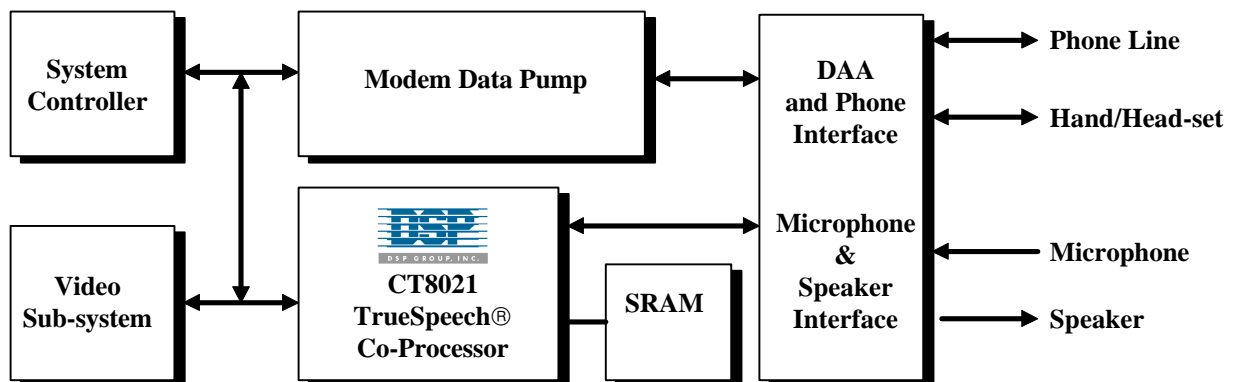 System
Controller
Modem Data Pump
DAA
and Phone
Interface
Phone Line
Hand/Head-set
Video
Sub-system
DSP
DSP GROUP, INC.
CT8021
TrueSpeech®
Co-Processor
SRAM
Microphone
&
Speaker
Interface
Microphone
Speaker